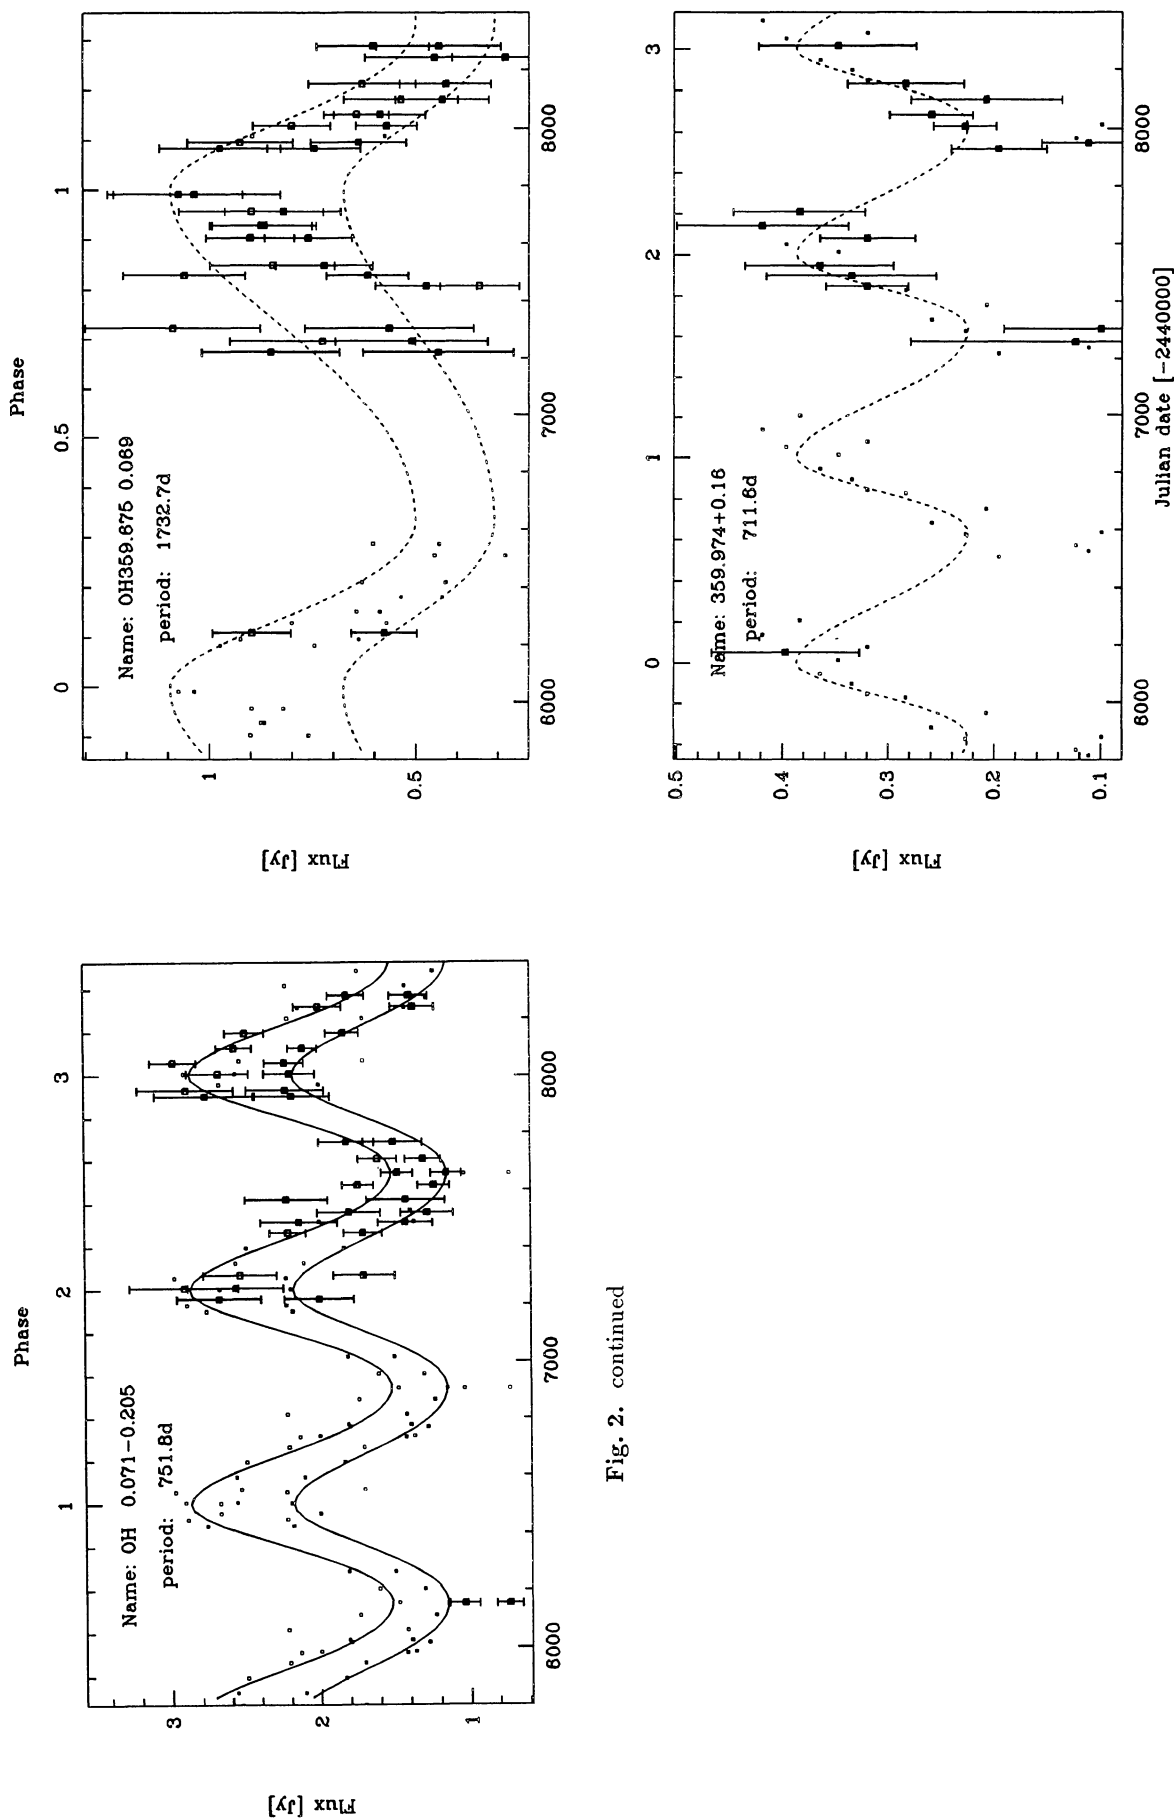 Phase
0
1
2
3
Name: OH 0.071-0.205
period: 751.8d
Flux [Jy]
3
2
1
6000
7000
8000
Phase
0
0.5
1
Name: OH359.675 0.069
period: 1732.7d
Flux [Jy]
1
0.5
6000
7000
8000
0
1
2
3
Name: 359.974+0.16
period: 711.6d
Flux [Jy]
0.5
0.4
0.3
0.2
0.1
6000
7000
8000
Julian date [-2440000]
Fig. 2. continued